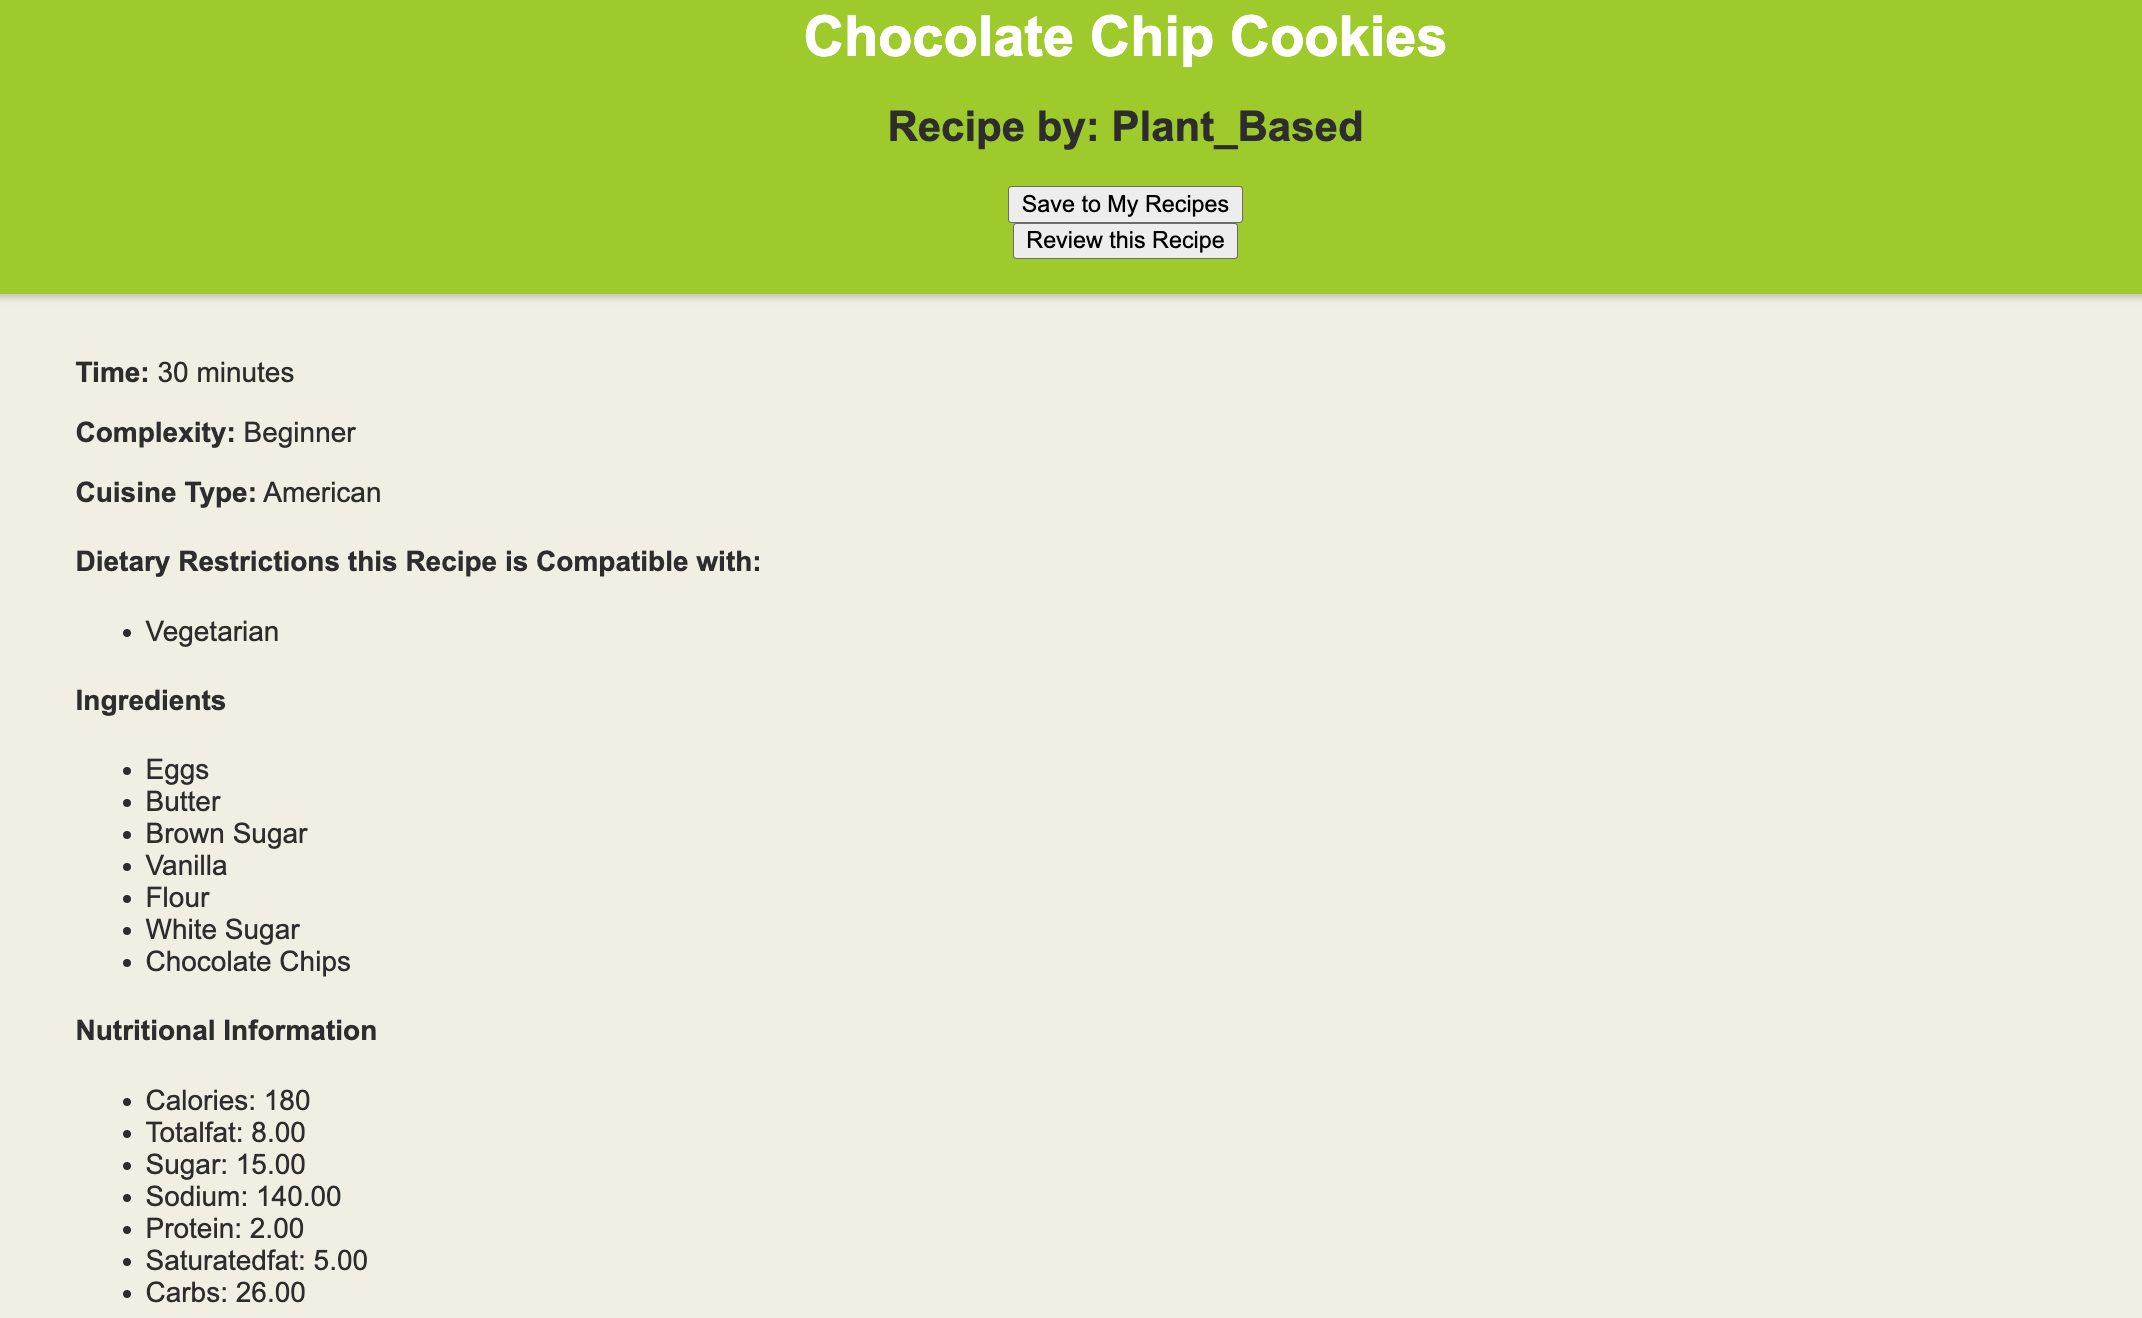 Chocolate Chip Cookies
Recipe by: Plant_Based
Save to My Recipes
Review this Recipe
Time: 30 minutes
Complexity: Beginner
Cuisine Type: American
Dietary Restrictions this Recipe is Compatible with:
• Vegetarian
Ingredients
• Eggs
• Butter
• Brown Sugar
• Vanilla
• Flour
• White Sugar
• Chocolate Chips
Nutritional Information
• Calories: 180
• Totalfat: 8.00
• Sugar: 15.00
• Sodium: 140.00
• Protein: 2.00
• Saturatedfat: 5.00
• Carbs: 26.00